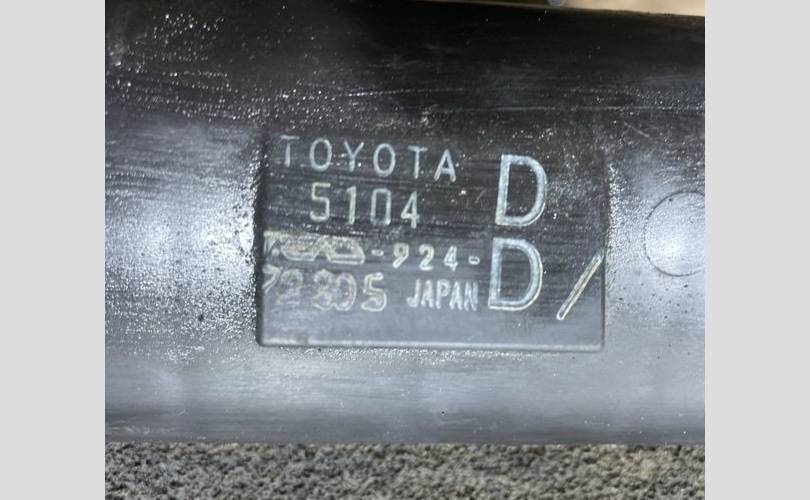 TOYOTA D
5104
-924- D/
JAPAN